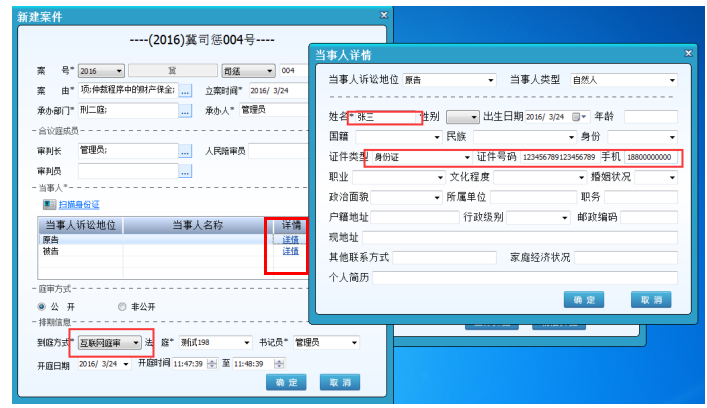 新建案件
----(2016)冀司惩004号----
案 号* 2016 冀 司惩 004
案 由* 项;仲裁程序中的财产保全; ... 立案时间* 2016/ 3/24
承办部门* 刑二庭; ... 承办人* 管理员
合议庭成员
审判长 管理员; ... 人民陪审员
审判员 ...
当事人*
扫描身份证
当事人诉讼地位 当事人名称 详情
原告 详值
被告 详值
庭审方式
公 开 非公开
排期信息
到庭方式* 互联网庭审 法 庭* 测试198 书记员* 管理员
开庭日期 2016/ 3/24 开庭时间 11:47:39 至 11:48:39
确 定 取 消
当事人详情
当事人诉讼地位 原告 当事人类型 自然人
姓名* 张三 性别 出生日期 2016/ 3/24 年龄
国籍 民族 身份
证件类型 身份证 证件号码 123456789123456789 手机 18800000000
职业 文化程度 婚姻状况
政治面貌 所属单位 职务
户籍地址 行政级别 邮政编码
现地址
其他联系方式 家庭经济状况
个人简历
确 定 取 消